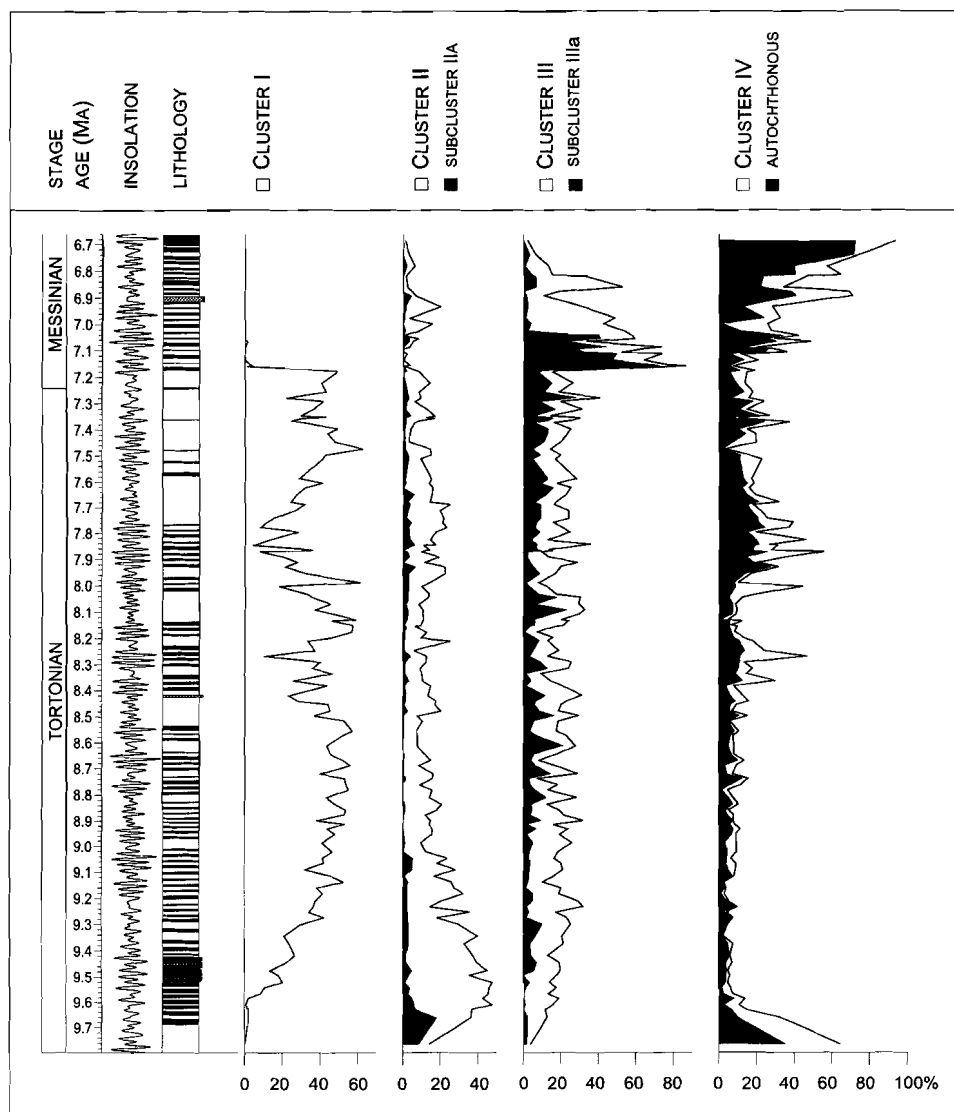 STAGE
AGE (MA)
INSOLATION
LITHOLOGY
CLUSTER I
CLUSTER II
SUBCLUSTER IIA
CLUSTER III
SUBCLUSTER IIIa
CLUSTER IV
AUTOCHTHONOUS
MESSINIAN
TORTONIAN
6.7
6.8
6.9
7.0
7.1
7.2
7.3
7.4
7.5
7.6
7.7
7.8
7.9
8.0
8.1
8.2
8.3
8.4
8.5
8.6
8.7
8.8
8.9
9.0
9.1
9.2
9.3
9.4
9.5
9.6
9.7
0 20 40 60
0 20 40
0 20 40 60 80
0 20 40 60 80 100%